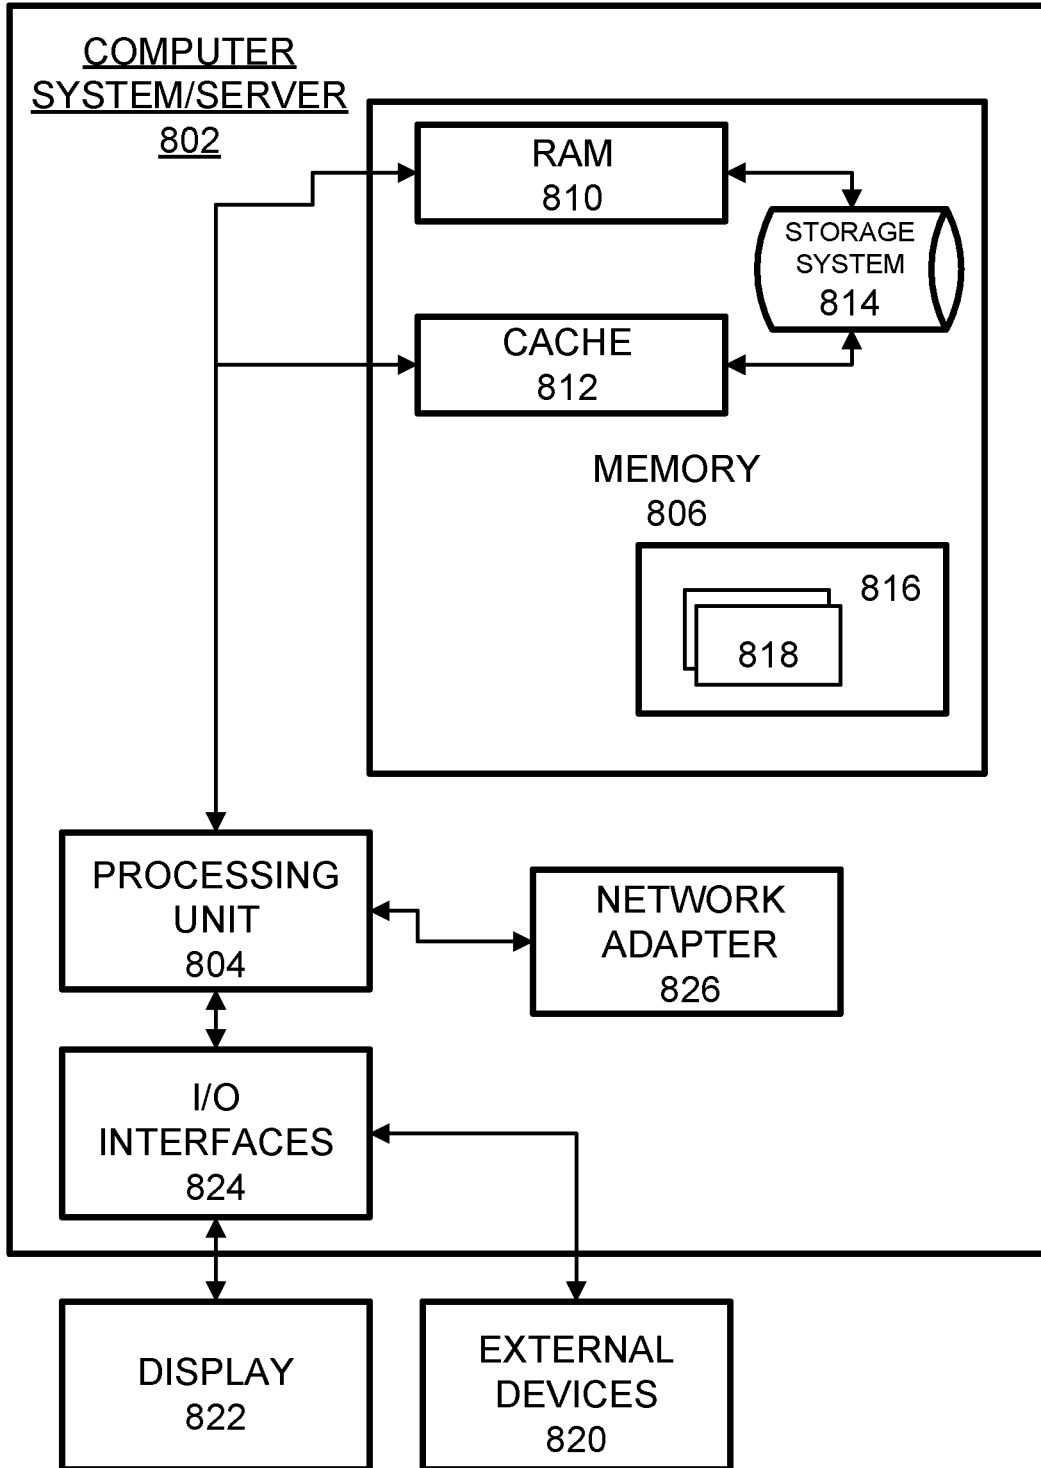 COMPUTER
SYSTEM/SERVER
802
RAM
810
STORAGE
SYSTEM
814
CACHE
812
MEMORY
806
816
818
PROCESSING
UNIT
804
NETWORK
ADAPTER
826
I/O
INTERFACES
824
DISPLAY
822
EXTERNAL
DEVICES
820